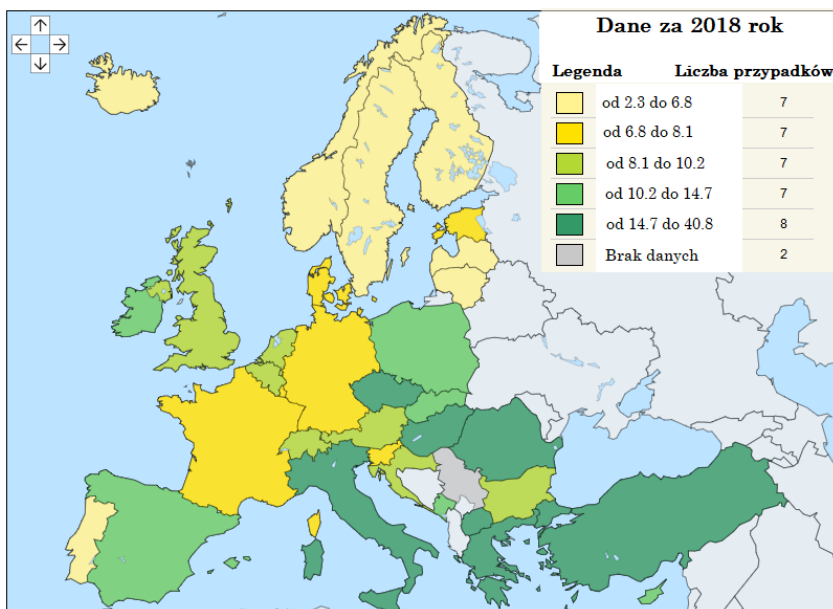 Dane za 2018 rok
Legenda Liczba przypadków
od 2.3 do 6.8 7
od 6.8 do 8.1 7
od 8.1 do 10.2 7
od 10.2 do 14.7 7
od 14.7 do 40.8 8
Brak danych 2